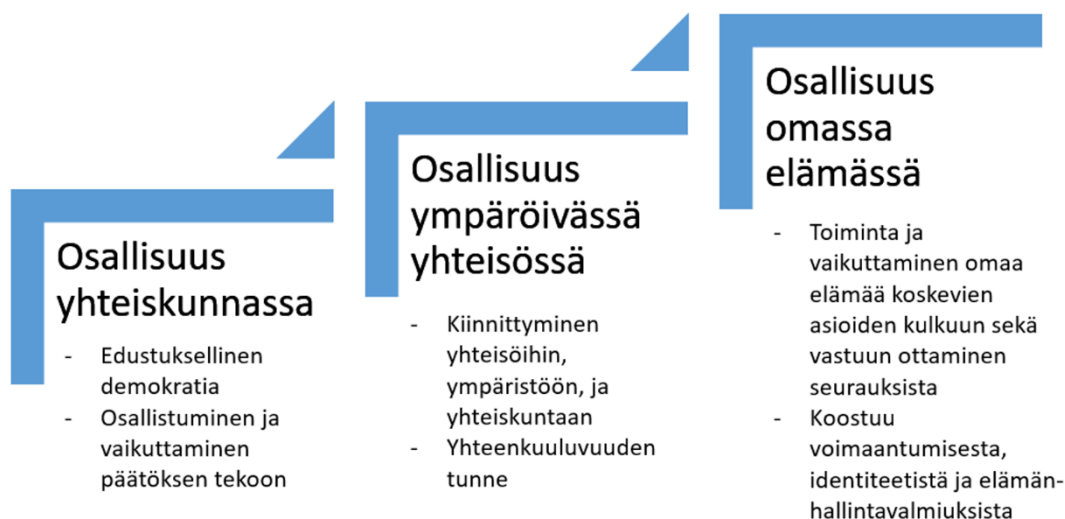 Osallisuus
yhteiskunnassa
- Edustuksellinen
demokratia
- Osallistuminen ja
vaikuttaminen
päätöksen tekoon
Osallisuus
ympäröivässä
yhteisössä
- Kiinnittyminen
yhteisöihin,
ympäristöön, ja
yhteiskuntaan
- Yhteenkuuluvuuden
tunne
Osallisuus
omassa
elämässä
- Toiminta ja
vaikuttaminen omaa
elämää koskevien
asioiden kulkuun sekä
vastuun ottaminen
seurauksista
- Koostuu
voimaantumisesta,
identiteetistä ja elämän-
hallintavalmiuksista